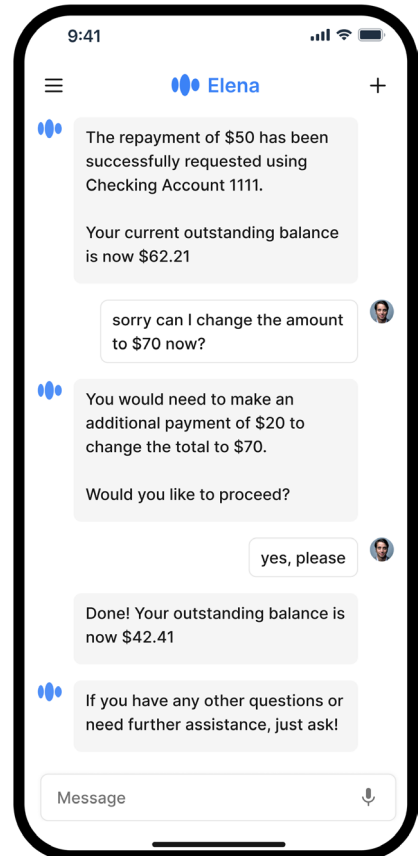 9:41
Elena
The repayment of $50 has been
successfully requested using
Checking Account 1111.
Your current outstanding balance
is now $62.21
sorry can I change the amount
to $70 now?
You would need to make an
additional payment of $20 to
change the total to $70.
Would you like to proceed?
yes, please
Done! Your outstanding balance is
now $42.41
If you have any other questions or
need further assistance, just ask!
Message